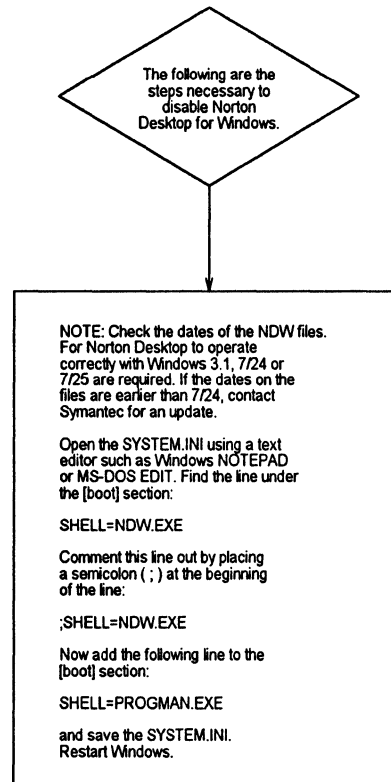 The following are the
steps necessary to
disable Norton
Desktop for Windows.
NOTE: Check the dates of the NDW files.
For Norton Desktop to operate
correctly with Windows 3.1, 7/24 or
7/25 are required. If the dates on the
files are earlier than 7/24, contact
Symantec for an update.
Open the SYSTEM.INI using a text
editor such as Windows NOTEPAD
or MS-DOS EDIT. Find the line under
the [boot] section:
SHELL=NDW.EXE
Comment this line out by placing
a semicolon ( ; ) at the beginning
of the line:
;SHELL=NDW.EXE
Now add the following line to the
[boot] section:
SHELL=PROGMAN.EXE
and save the SYSTEM.INI.
Restart Windows.